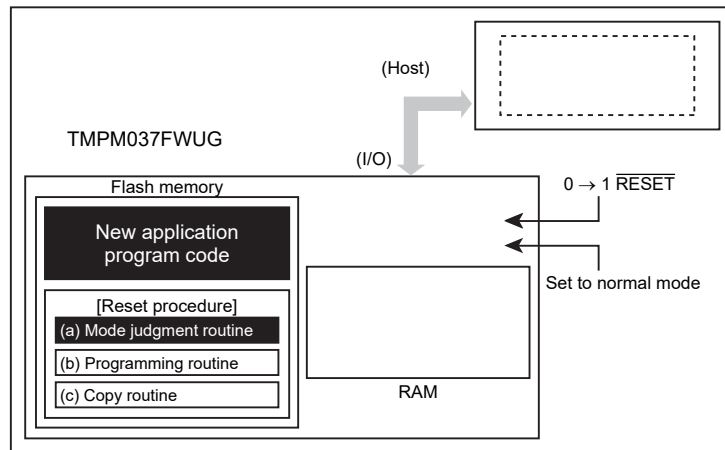 (Host)
TMPM037FWUG
(I/O)
Flash memory
0 → 1 RESET
New application
program code
Set to normal mode
[Reset procedure]
(a) Mode judgment routine
(b) Programming routine
(c) Copy routine
RAM